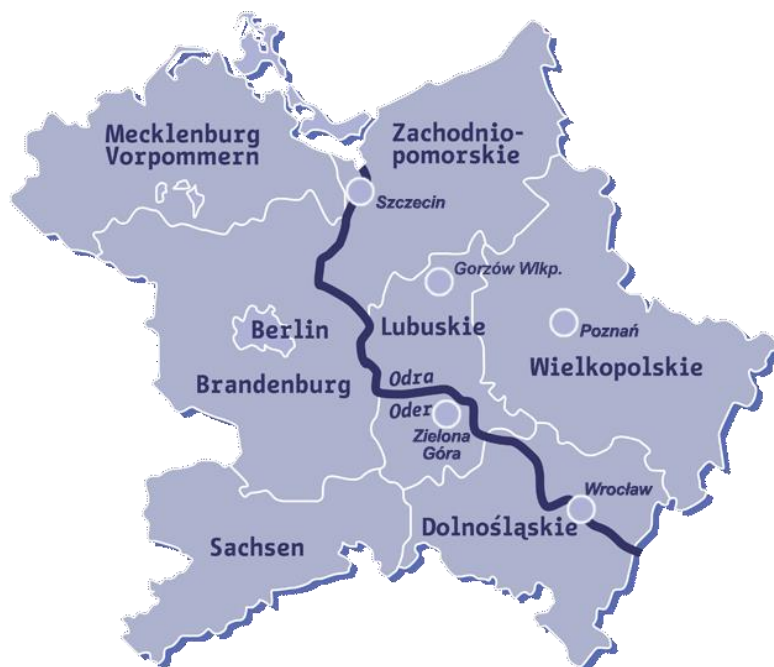 Mecklenburg
Vorpommern
Zachodnio-
pomorskie
Szczecin
Gorzów Wlkp.
Berlin
Lubuskie
Poznań
Wielkopolskie
Brandenburg
Odra
Oder
Zielona
Góra
Wrocław
Dolnośląskie
Sachsen